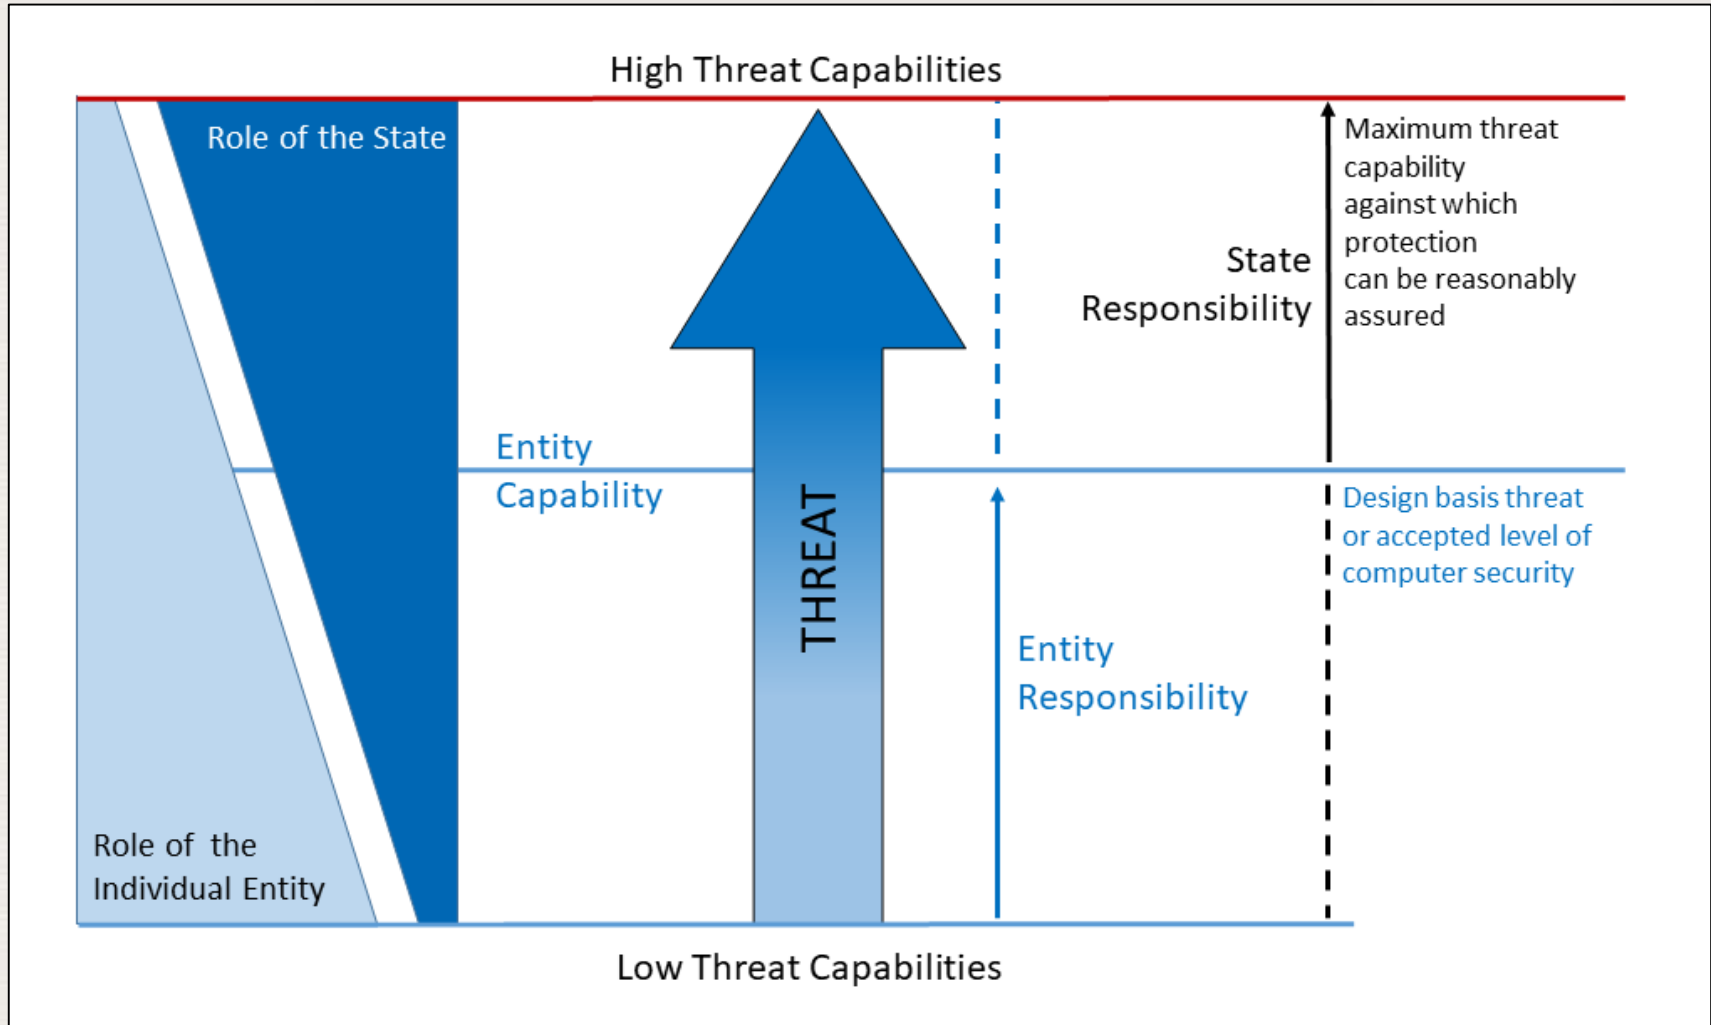 High Threat Capabilities
Role of the State
Maximum threat
capability
against which
protection
can be reasonably
assured
State
Responsibility
Entity
Capability
THREAT
Design basis threat
or accepted level of
computer security
Entity
Responsibility
Role of the
Individual Entity
Low Threat Capabilities